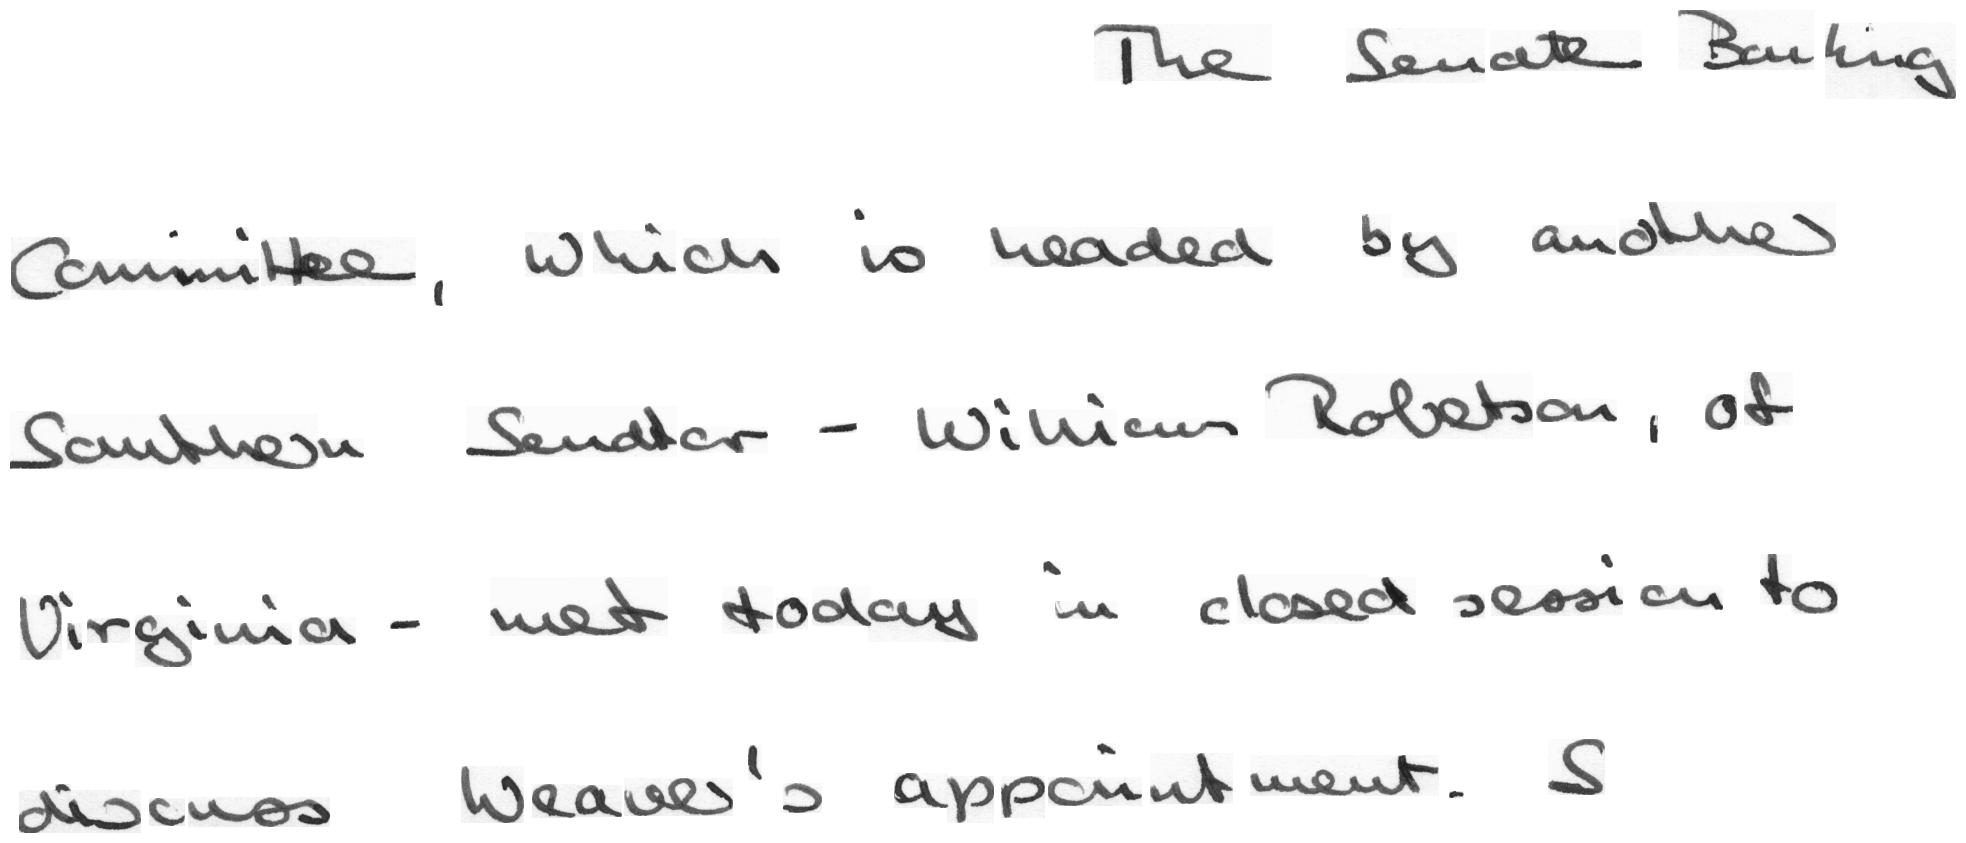 The Senate Banking
Committee, which is headed by another
Southern Senator - Willians Robertson, of
Virginia - met today in closed session to
discuss Weaver's appointment. S